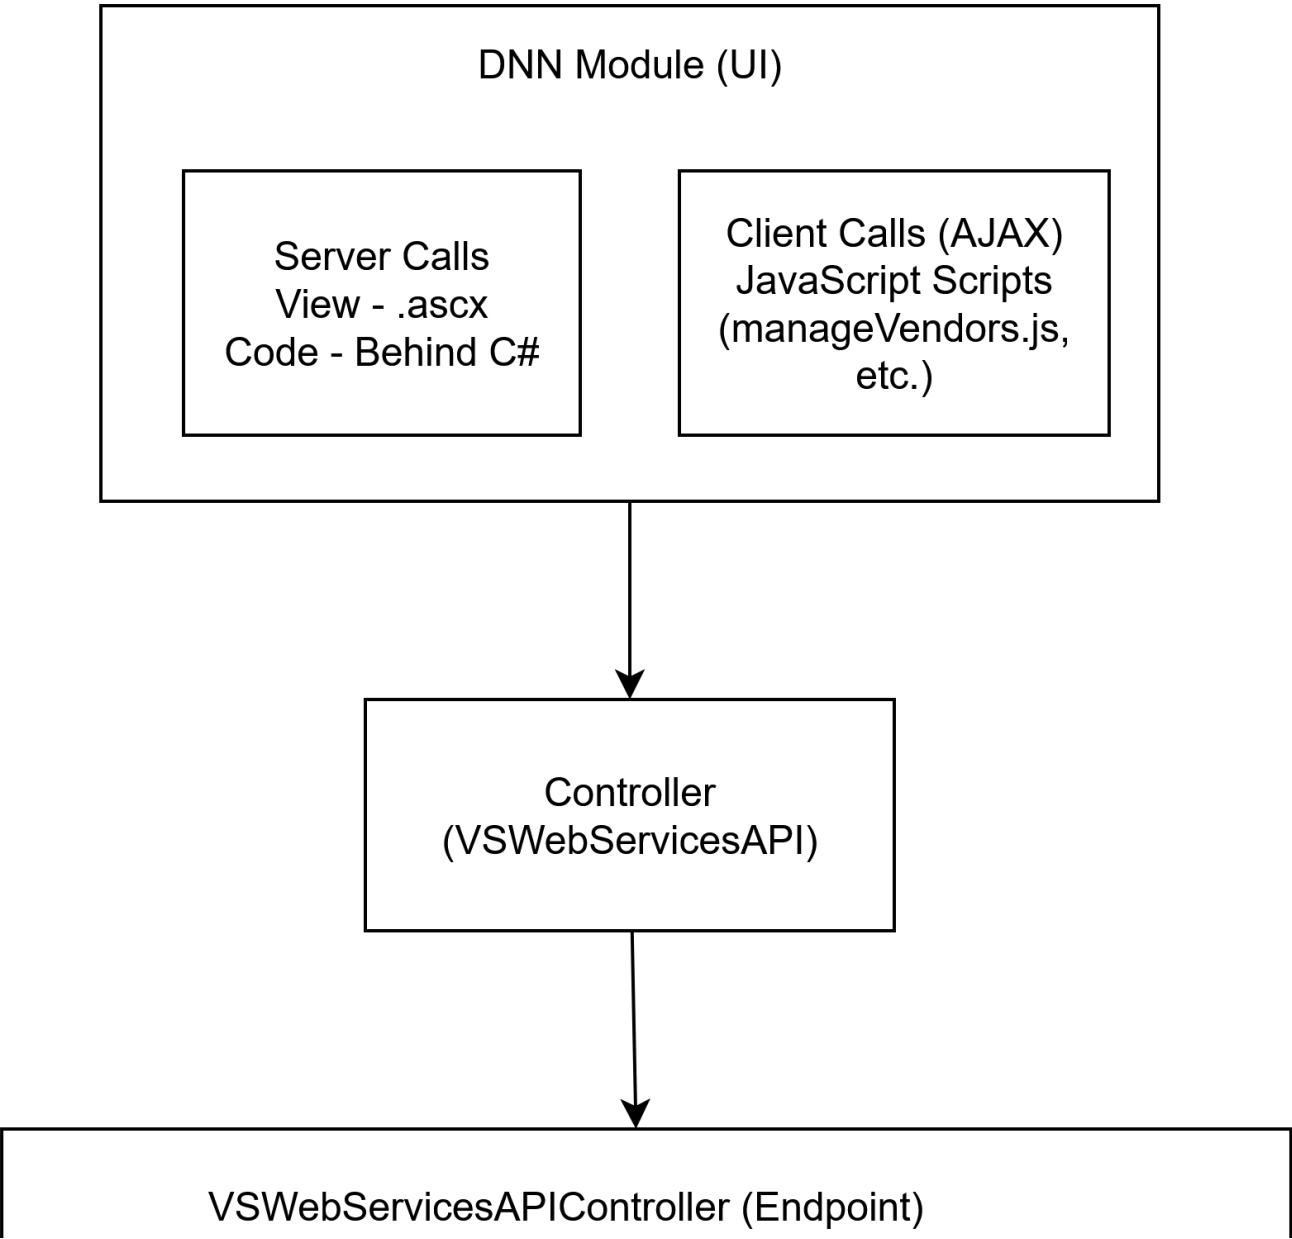 DNN Module (UI)
Server Calls
View - .ascx
Code - Behind C#
Client Calls (AJAX)
JavaScript Scripts
(manageVendors.js,
etc.)
Controller
(VSWebServicesAPI)
VSWebServicesAPIController (Endpoint)